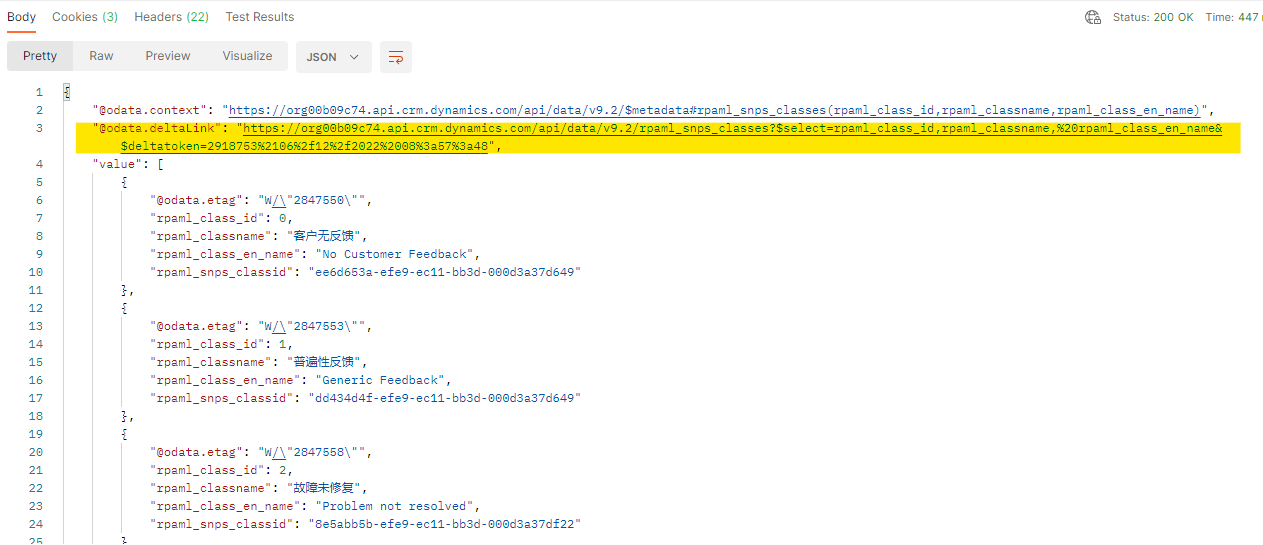 Body Cookies (3) Headers (22) Test Results Status: 200 OK Time: 447
Pretty Raw Preview Visualize JSON
1 {
2 "@odata.context": "https://org00b09c74.api.crm.dynamics.com/api/data/v9.2/$metadata#rpaml_snps_classes(rpaml_class_id,rpaml_classname,rpaml_class_en_name)",
3 "@odata.deltaLink": "https://org00b09c74.api.crm.dynamics.com/api/data/v9.2/rpaml_snps_classes?$select=rpaml_class_id,rpaml_classname,%20rpaml_class_en_name&
$deltatoken=2918753%2106%2f12%2f2022%2008%3a57%3a48",
4 "value": [
5 {
6 "@odata.etag": "W/\"2847550\"",
7 "rpaml_class_id": 0,
8 "rpaml_classname": "客户无反馈",
9 "rpaml_class_en_name": "No Customer Feedback",
10 "rpaml_snps_classid": "ee6d653a-efe9-ec11-bb3d-000d3a37d649"
11 },
12 {
13 "@odata.etag": "W/\"2847553\"",
14 "rpaml_class_id": 1,
15 "rpaml_classname": "普遍性反馈",
16 "rpaml_class_en_name": "Generic Feedback",
17 "rpaml_snps_classid": "dd434d4f-efe9-ec11-bb3d-000d3a37d649"
18 },
19 {
20 "@odata.etag": "W/\"2847558\"",
21 "rpaml_class_id": 2,
22 "rpaml_classname": "故障未修复",
23 "rpaml_class_en_name": "Problem not resolved",
24 "rpaml_snps_classid": "8e5abb5b-efe9-ec11-bb3d-000d3a37df22"
25 }